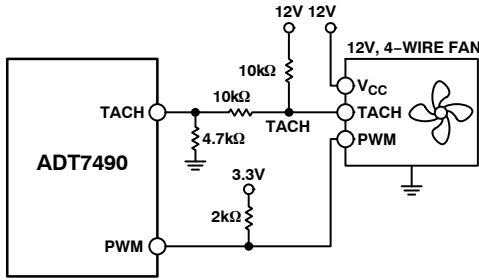 12V 12V
12V, 4–WIRE FAN
10kΩ
VCC
10kΩ
TACH
TACH
TACH
4.7kΩ
PWM
ADT7490
3.3V
2kΩ
PWM